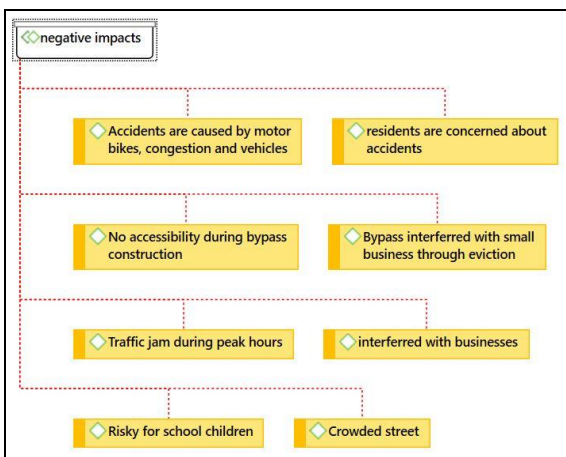 negative impacts
Accidents are caused by motor
bikes, congestion and vehicles
residents are concerned about
accidents
No accessibility during bypass
construction
Bypass interferred with small
business through eviction
Traffic jam during peak hours
interferred with businesses
Risky for school children
Crowded street